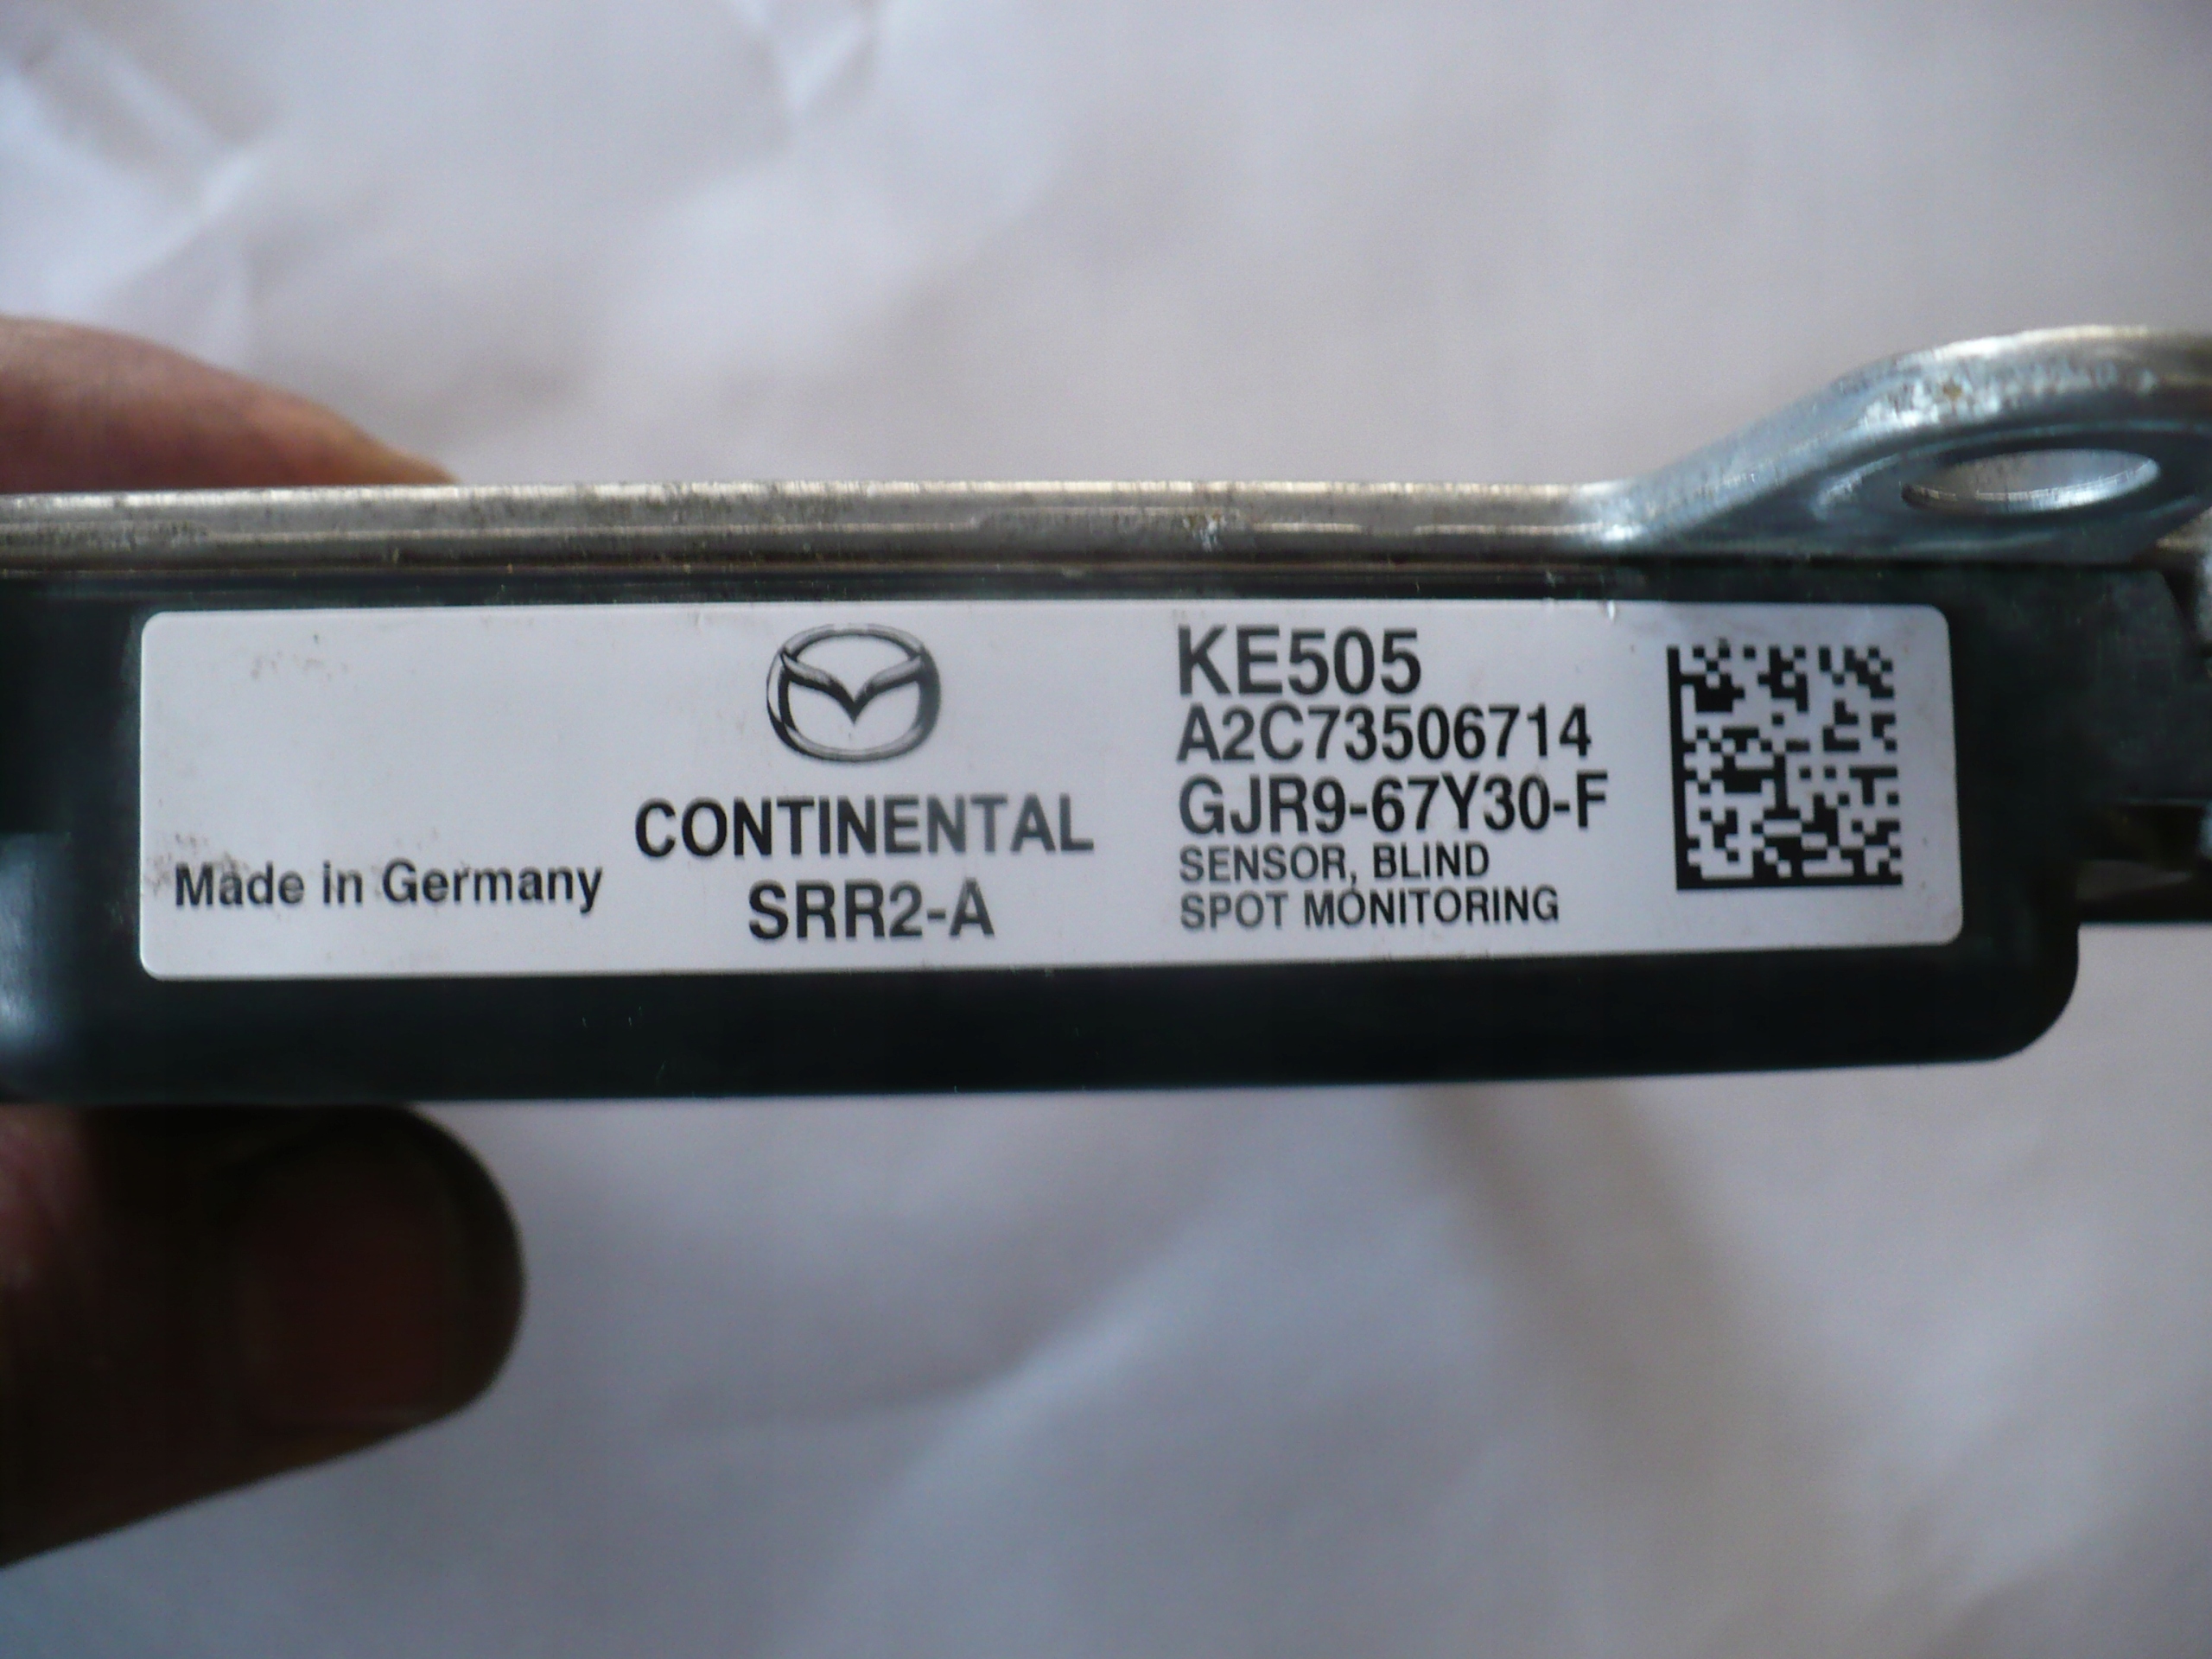 KE505
A2C73506714
GJR9-67Y30-F
SENSOR, BLIND
SPOT MONITORING
CONTINENTAL
SRR2-A
Made in Germany